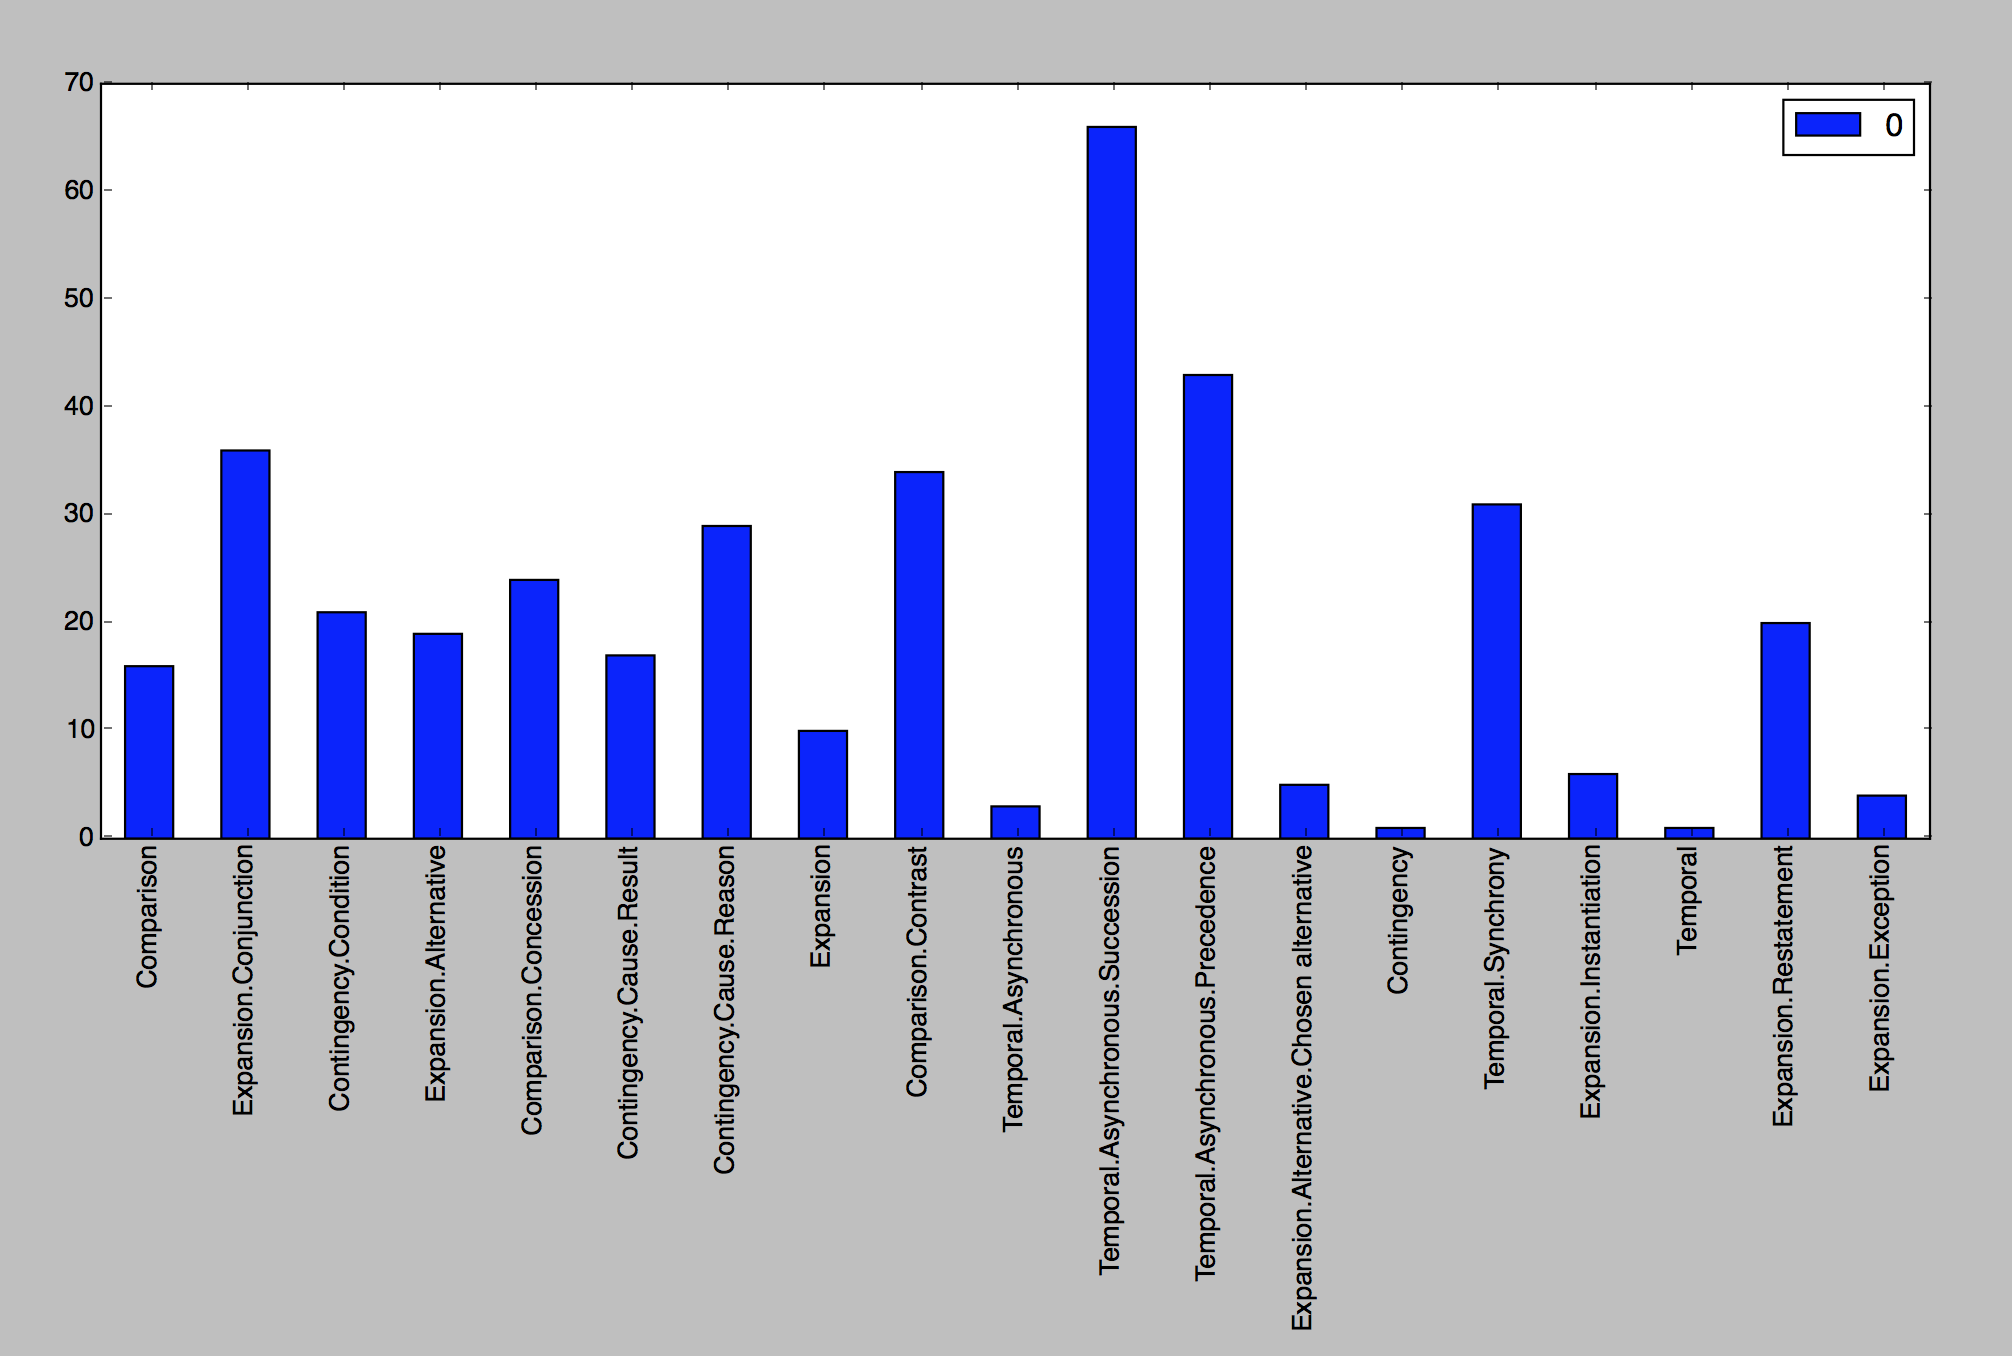 70
60
50
40
30
20
10
0
0
Comparison
Expansion.Conjunction
Contingency.Condition
Expansion.Alternative
Comparison.Concession
Contingency.Cause.Result
Contingency.Cause.Reason
Expansion
Comparison.Contrast
Temporal.Asynchronous
Temporal.Asynchronous.Succession
Temporal.Asynchronous.Precedence
Expansion.Alternative.Chosen alternative
Contingency
Temporal.Synchrony
Expansion.Instantiation
Temporal
Expansion.Restatement
Expansion.Exception